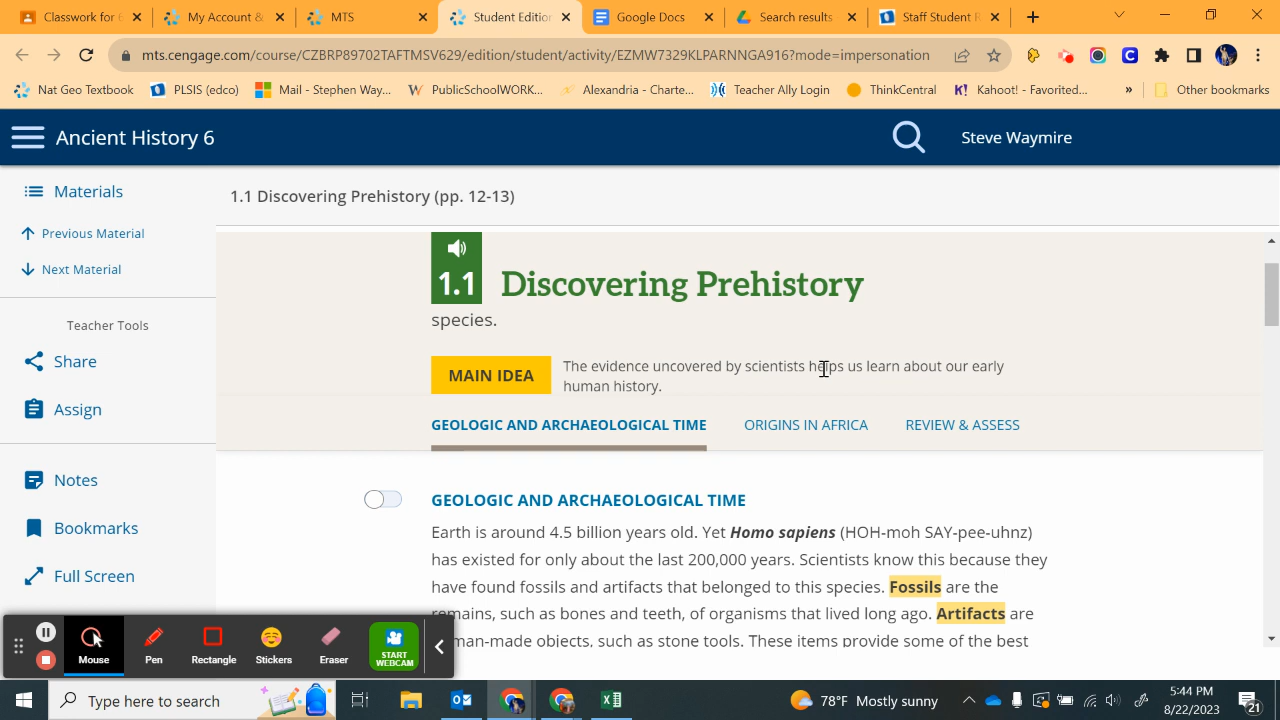 Classwork for 6
My Account &
MTS
Student Edition
Google Docs
Search results
Staff Student R
mts.cengage.com/course/CZBRP89702TAFTMSV629/edition/student/activity/EZMW7329KLPARNNGA916?mode=impersonation
Nat Geo Textbook
PLSIS (edco)
Mail - Stephen Way...
PublicSchoolWORK...
Alexandria - Charte...
Teacher Ally Login
ThinkCentral
Kahoot! - Favorited...
»
Other bookmarks
Ancient History 6
Steve Waymire
Materials
1.1 Discovering Prehistory (pp. 12-13)
Previous Material
Next Material
Teacher Tools
Share
Assign
Notes
Bookmarks
Full Screen
1.1 Discovering Prehistory
species.
MAIN IDEA
The evidence uncovered by scientists helps us learn about our early
human history.
GEOLOGIC AND ARCHAEOLOGICAL TIME
ORIGINS IN AFRICA
REVIEW & ASSESS
GEOLOGIC AND ARCHAEOLOGICAL TIME
Earth is around 4.5 billion years old. Yet Homo sapiens (HOH-moh SAY-pee-uhnz)
has existed for only about the last 200,000 years. Scientists know this because they
have found fossils and artifacts that belonged to this species. Fossils are the
remains, such as bones and teeth, of organisms that lived long ago. Artifacts are
man-made objects, such as stone tools. These items provide some of the best
Mouse
Pen
Rectangle
Stickers
Eraser
START
WEBCAM
Type here to search
78°F Mostly sunny
5:44 PM
8/22/2023
21